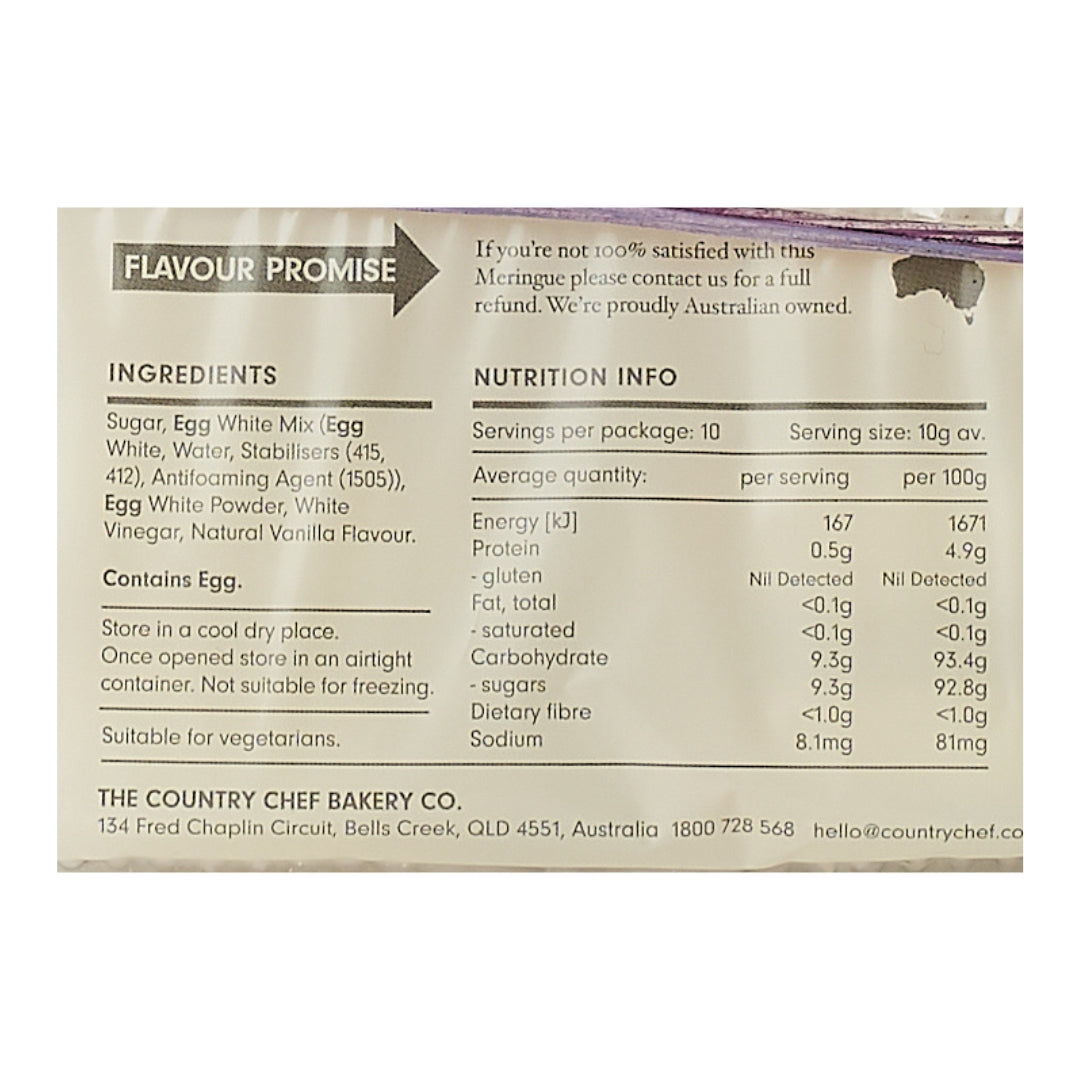 FLAVOUR PROMISE
If you're not 100% satisfied with this
Meringue please contact us for a full
refund. We're proudly Australian owned.
INGREDIENTS
Sugar, Egg White Mix (Egg
White, Water, Stabilisers (415,
412), Antifoaming Agent (1505)),
Egg White Powder, White
Vinegar, Natural Vanilla Flavour.
Contains Egg.
Store in a cool dry place.
Once opened store in an airtight
container. Not suitable for freezing.
Suitable for vegetarians.
NUTRITION INFO
Servings per package: 10 Serving size: 10g av.
Average quantity: per serving per 100g
Energy [kJ] 167 1671
Protein 0.5g 4.9g
- gluten Nil Detected Nil Detected
Fat, total <0.1g <0.1g
- saturated <0.1g <0.1g
Carbohydrate 9.3g 93.4g
- sugars 9.3g 92.8g
Dietary fibre <1.0g <1.0g
Sodium 8.1mg 81mg
THE COUNTRY CHEF BAKERY CO.
134 Fred Chaplin Circuit, Bells Creek, QLD 4551, Australia 1800 728 568 hello@countrychef.co